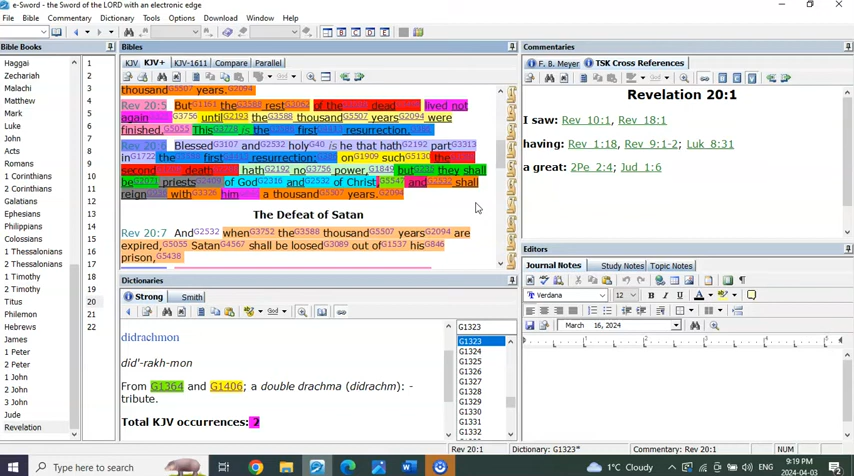 e-Sword - the Sword of the LORD with an electronic edge
File Bible Commentary Dictionary Tools Options Download Window Help
Bible Books
Haggai
Zechariah
Malachi
Matthew
Mark
Luke
John
Acts
Romans
1 Corinthians
2 Corinthians
Galatians
Ephesians
Philippians
Colossians
1 Thessalonians
2 Thessalonians
1 Timothy
2 Timothy
Titus
Philemon
Hebrews
James
1 Peter
2 Peter
1 John
2 John
3 John
Jude
Revelation
1
2
3
4
5
6
7
8
9
10
11
12
13
14
15
16
17
18
19
20
21
22
Bibles
KJV KJV+ KJV-1611 Compare Parallel
thousand G5507 years. G2094
Rev 20:5 But G1161 the G3588 rest G3062 of the dead lived not
again G3756 until G2193 the G3588 thousand G5507 years G2094 were
finished, G5055 This G3778 is the first resurrection.
Rev 20:6 Blessed G3107 and G2532 holy G40 is he that hath G2192 part G3313
in G1722 the first resurrection: on G1909 such G5130 the
second death hath G2192 no G3756 power, G1849 but they shall
be G2071 priests of God G2316 and G2532 of Christ, G5547 and G2532 shall
reign with G3326 him a thousand G5507 years. G2094
The Defeat of Satan
Rev 20:7 And G2532 when G3752 the G3588 thousand G5507 years are
expired, G5055 Satan G4567 shall be loosed G3089 out of G1537 his G846
prison, G5438
Dictionaries
Strong Smith
didrachmon
did'-rakh-mon
From G1364 and G1406; a double drachma (didrachm): -
tribute.
Total KJV occurrences: 2
G1323
G1323
G1324
G1325
G1326
G1327
G1328
G1329
G1330
G1331
G1332
Commentaries
F. B. Meyer TSK Cross References
Revelation 20:1
I saw: Rev 10:1, Rev 18:1
having: Rev 1:18, Rev 9:1-2; Luk 8:31
a great: 2Pe 2:4; Jud 1:6
Editors
Journal Notes Study Notes Topic Notes
Verdana 12 B I U A
March 16, 2024
1 2 3 4 5
Rev 20:1 Dictionary: G1323* Commentary: Rev 20:1 NUM
Type here to search
1°C Cloudy
ENG
9:19 PM
2024-04-03